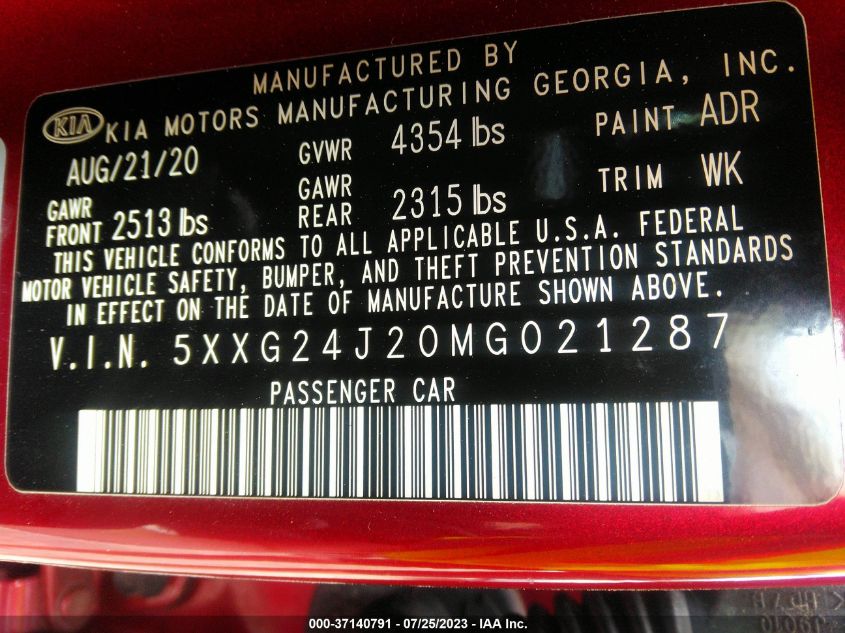 MANUFACTURED BY
KIA KIA MOTORS MANUFACTURING GEORGIA, INC.
AUG/21/20 GVWR 4354 lbs PAINT ADR
GAWR FRONT 2513 lbs GAWR REAR 2315 lbs TRIM WK
THIS VEHICLE CONFORMS TO ALL APPLICABLE U.S.A. FEDERAL
MOTOR VEHICLE SAFETY, BUMPER, AND THEFT PREVENTION STANDARDS
IN EFFECT ON THE DATE OF MANUFACTURE SHOWN ABOVE.
V.I.N. 5XXG24J20MG021287
PASSENGER CAR
000-37140791 / 07/25/2023 - IAA Inc.